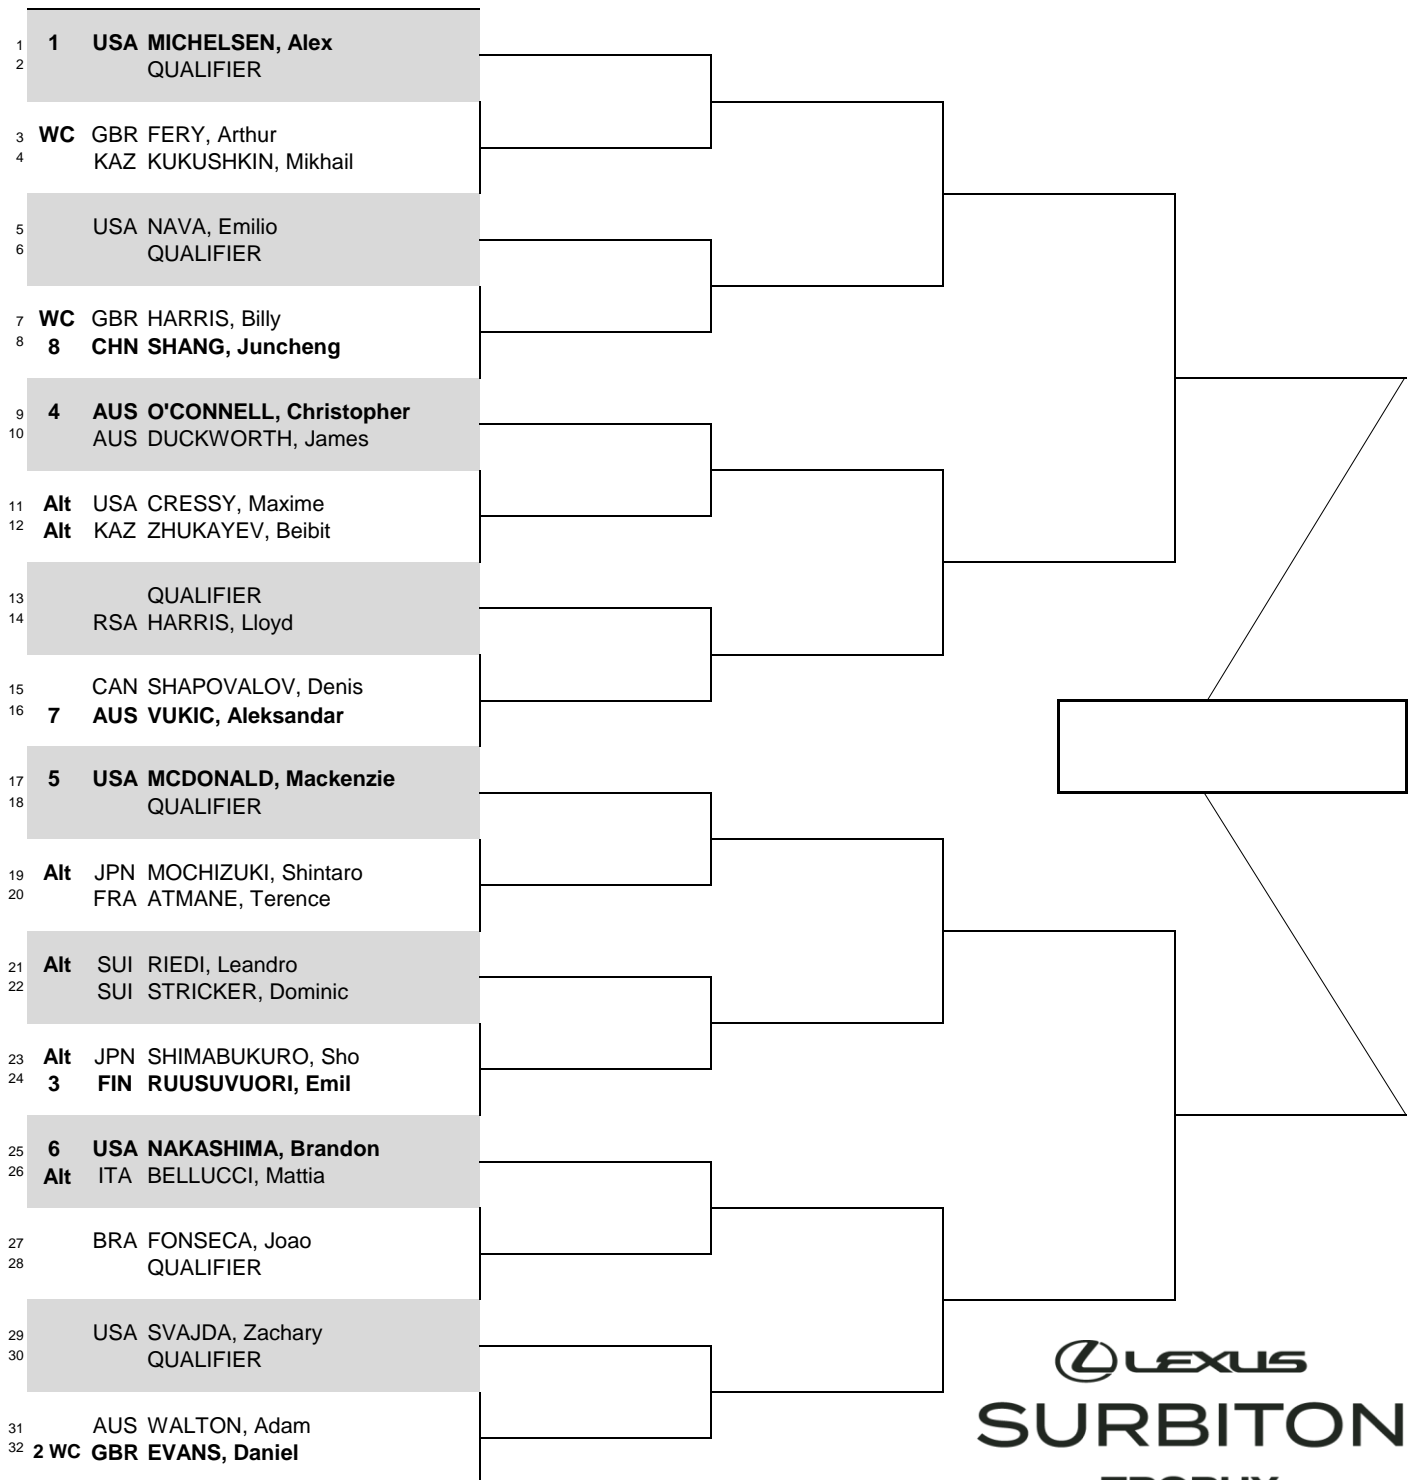 1 1 USA MICHELSEN, Alex
2 QUALIFIER
3 WC GBR FERY, Arthur
4 KAZ KUKUSHKIN, Mikhail
5 USA NAVA, Emilio
6 QUALIFIER
7 WC GBR HARRIS, Billy
8 8 CHN SHANG, Juncheng
9 4 AUS O'CONNELL, Christopher
10 AUS DUCKWORTH, James
11 Alt USA CRESSY, Maxime
12 Alt KAZ ZHUKAYEV, Beibit
13 QUALIFIER
14 RSA HARRIS, Lloyd
15 CAN SHAPOVALOV, Denis
16 7 AUS VUKIC, Aleksandar
17 5 USA MCDONALD, Mackenzie
18 QUALIFIER
19 Alt JPN MOCHIZUKI, Shintaro
20 FRA ATMANE, Terence
21 Alt SUI RIEDI, Leandro
22 SUI STRICKER, Dominic
23 Alt JPN SHIMABUKURO, Sho
24 3 FIN RUUSUVUORI, Emil
25 6 USA NAKASHIMA, Brandon
26 Alt ITA BELLUCCI, Mattia
27 BRA FONSECA, Joao
28 QUALIFIER
29 USA SVAJDA, Zachary
30 QUALIFIER
31 AUS WALTON, Adam
32 2 WC GBR EVANS, Daniel
LEXUS
SURBITON
TROPHY